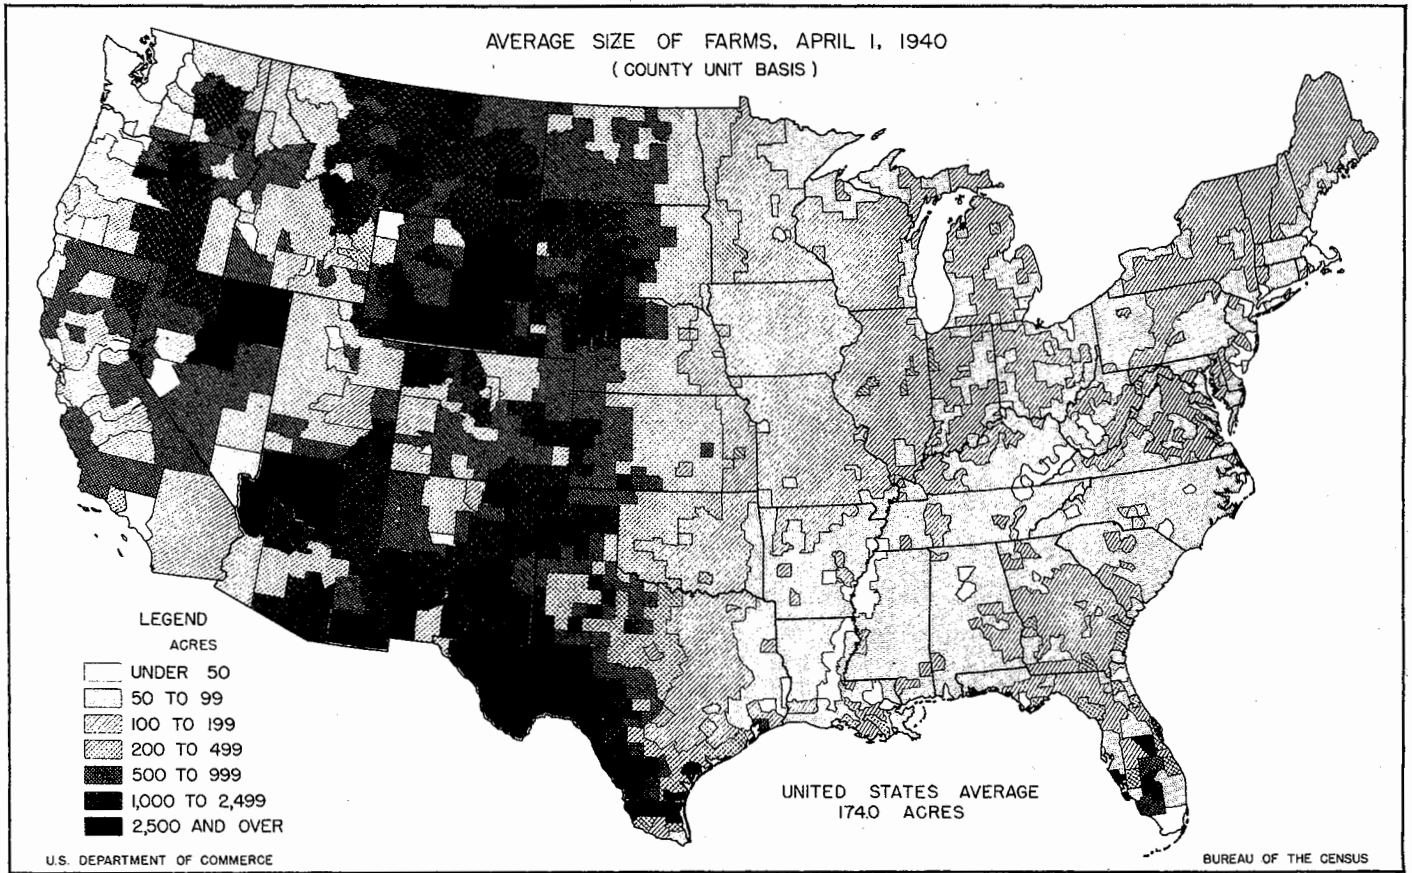 AVERAGE SIZE OF FARMS, APRIL 1, 1940
(COUNTY UNIT BASIS)
LEGEND
ACRES
UNDER 50
50 TO 99
100 TO 199
200 TO 499
500 TO 999
1,000 TO 2,499
2,500 AND OVER
UNITED STATES AVERAGE
174.0 ACRES
U.S. DEPARTMENT OF COMMERCE
BUREAU OF THE CENSUS